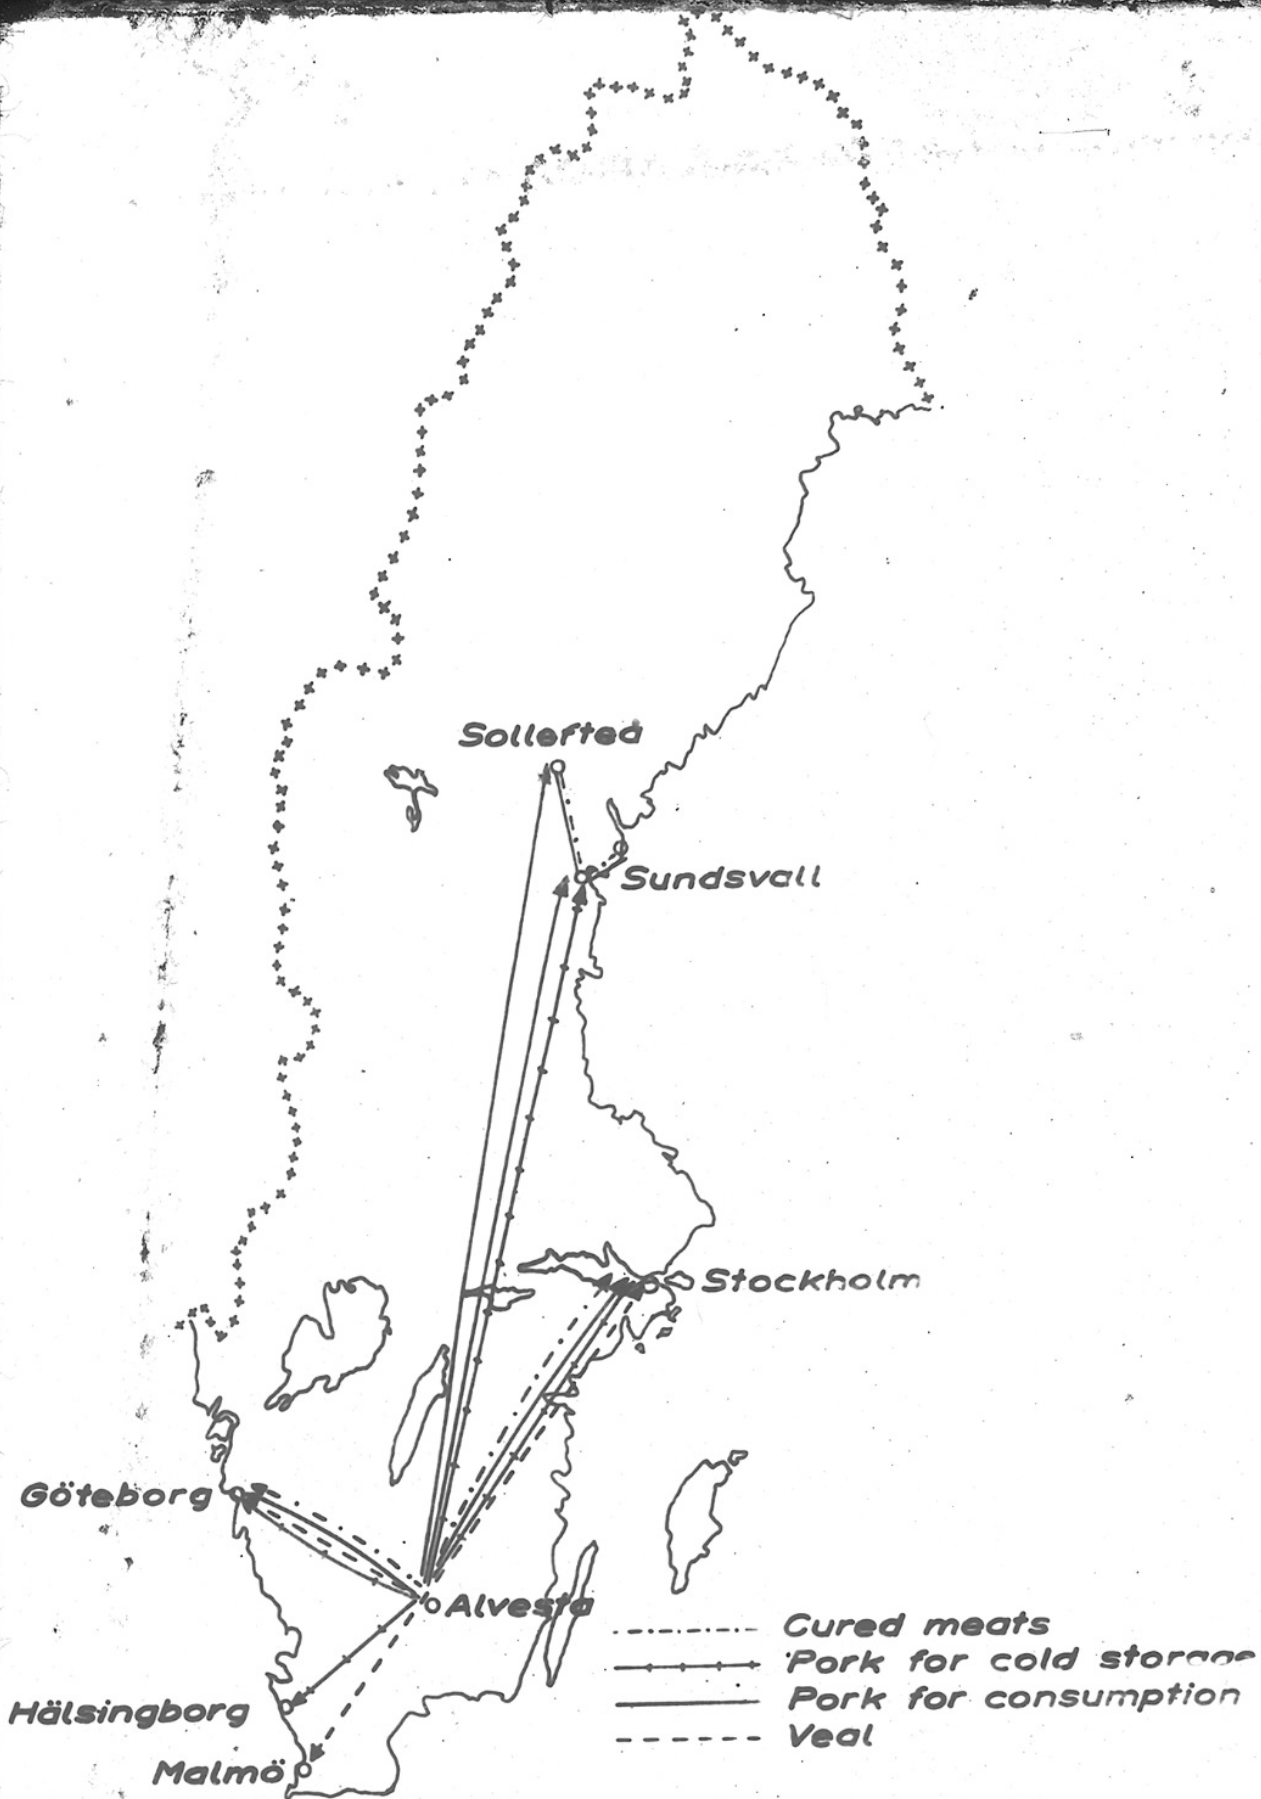 Sollefteå
Sundsvall
Stockholm
Göteborg
Alvesta
Hälsingborg
Malmö
Cured meats
Pork for cold storage
Pork for consumption
Veal